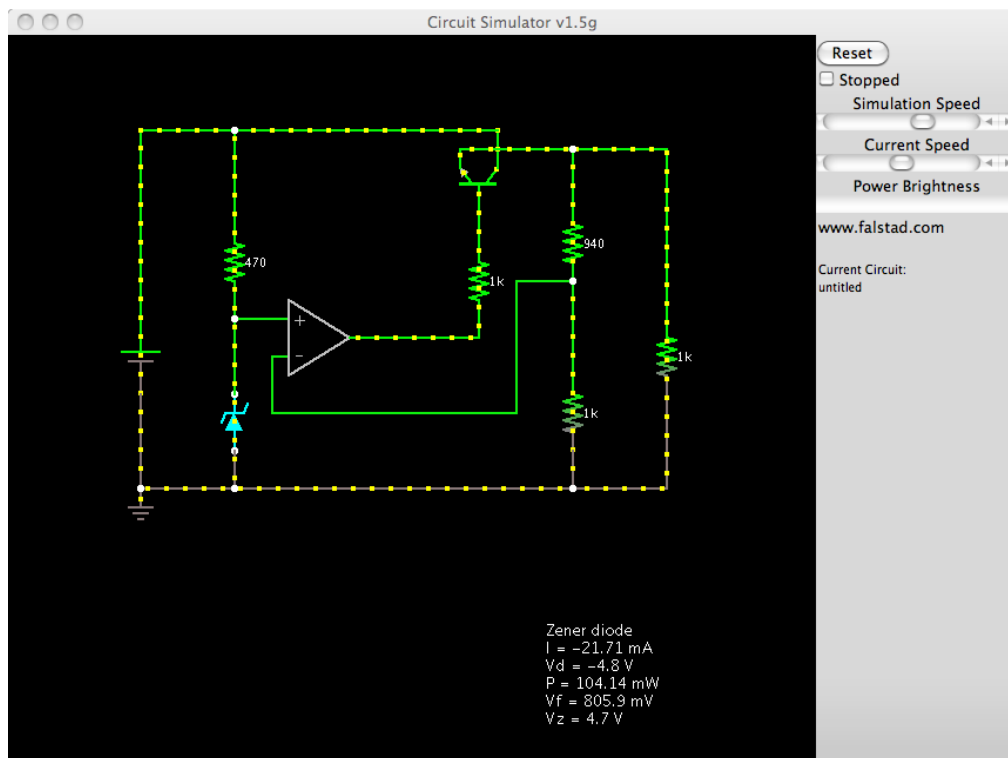 Circuit Simulator v1.5g
Reset
Stopped
Simulation Speed
Current Speed
Power Brightness
www.falstad.com
Current Circuit:
untitled
470
+
−
1k
940
1k
1k
Zener diode
I = −21.71 mA
Vd = −4.8 V
P = 104.14 mW
Vf = 805.9 mV
Vz = 4.7 V